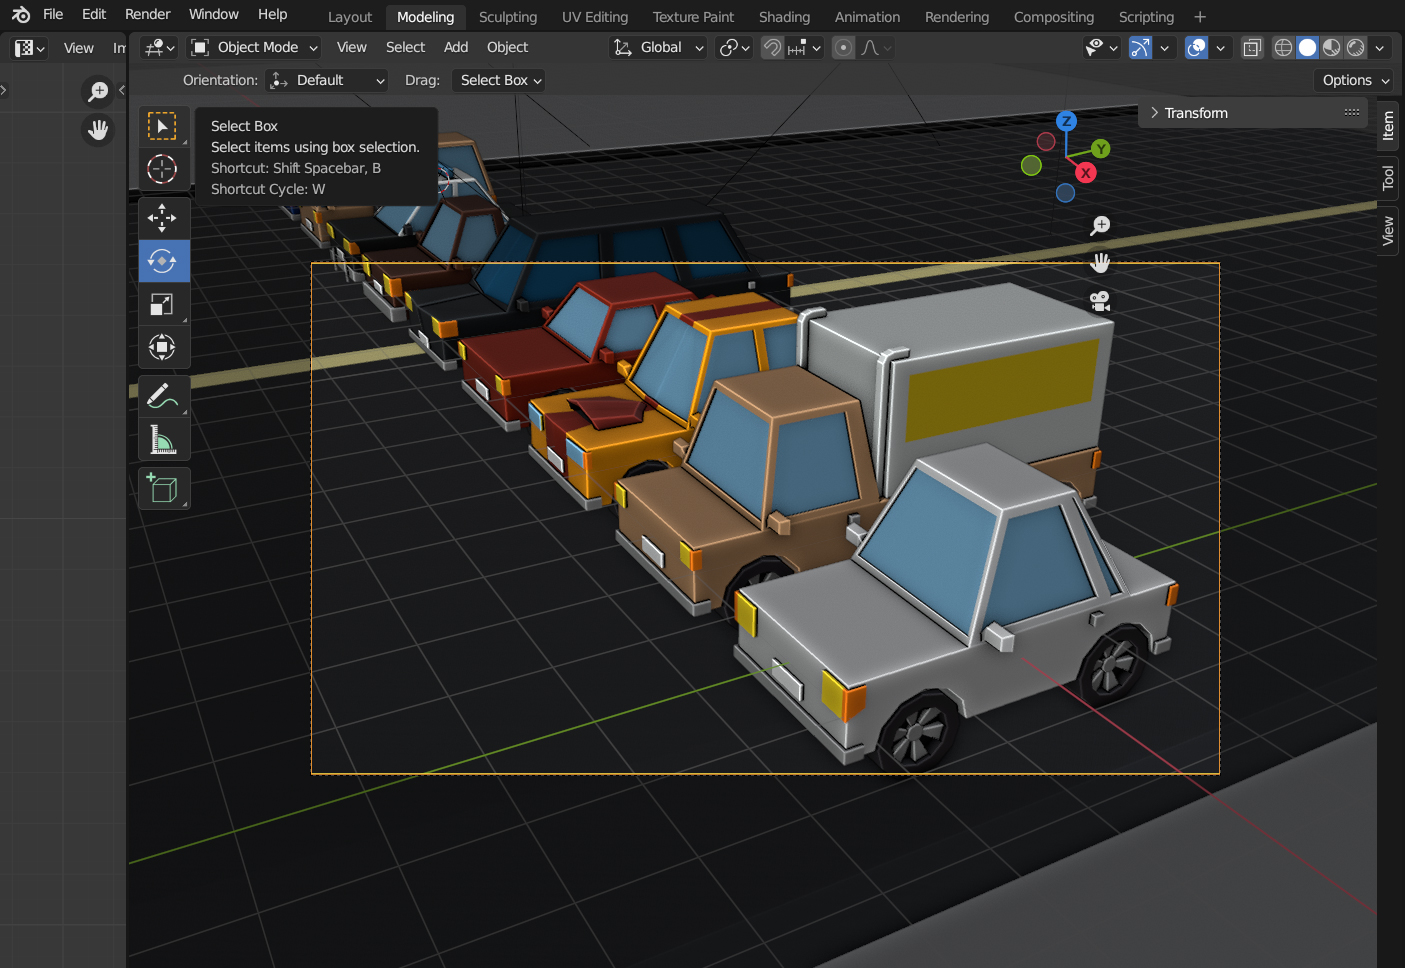 File Edit Render Window Help Layout Modeling Sculpting UV Editing Texture Paint Shading Animation Rendering Compositing Scripting +
View In Object Mode View Select Add Object Global
Orientation: Default Drag: Select Box Options
Select Box
Select items using box selection.
Shortcut: Shift Spacebar, B
Shortcut Cycle: W
Transform
Item
Tool
View
Z
Y
X